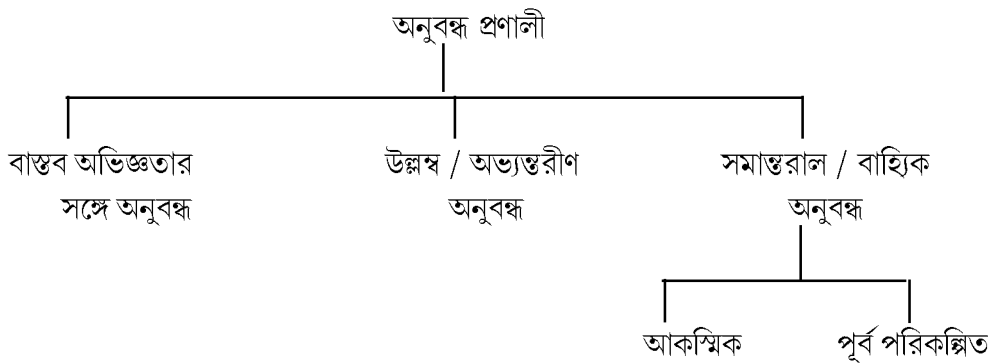 অনুবন্ধ প্রণালী
বাস্তব অভিজ্ঞতার
সঙ্গে অনুবন্ধ
উল্লম্ব / অভ্যন্তরীণ
অনুবন্ধ
সমান্তরাল / বাহ্যিক
অনুবন্ধ
আকস্মিক
পূর্ব পরিকল্পিত